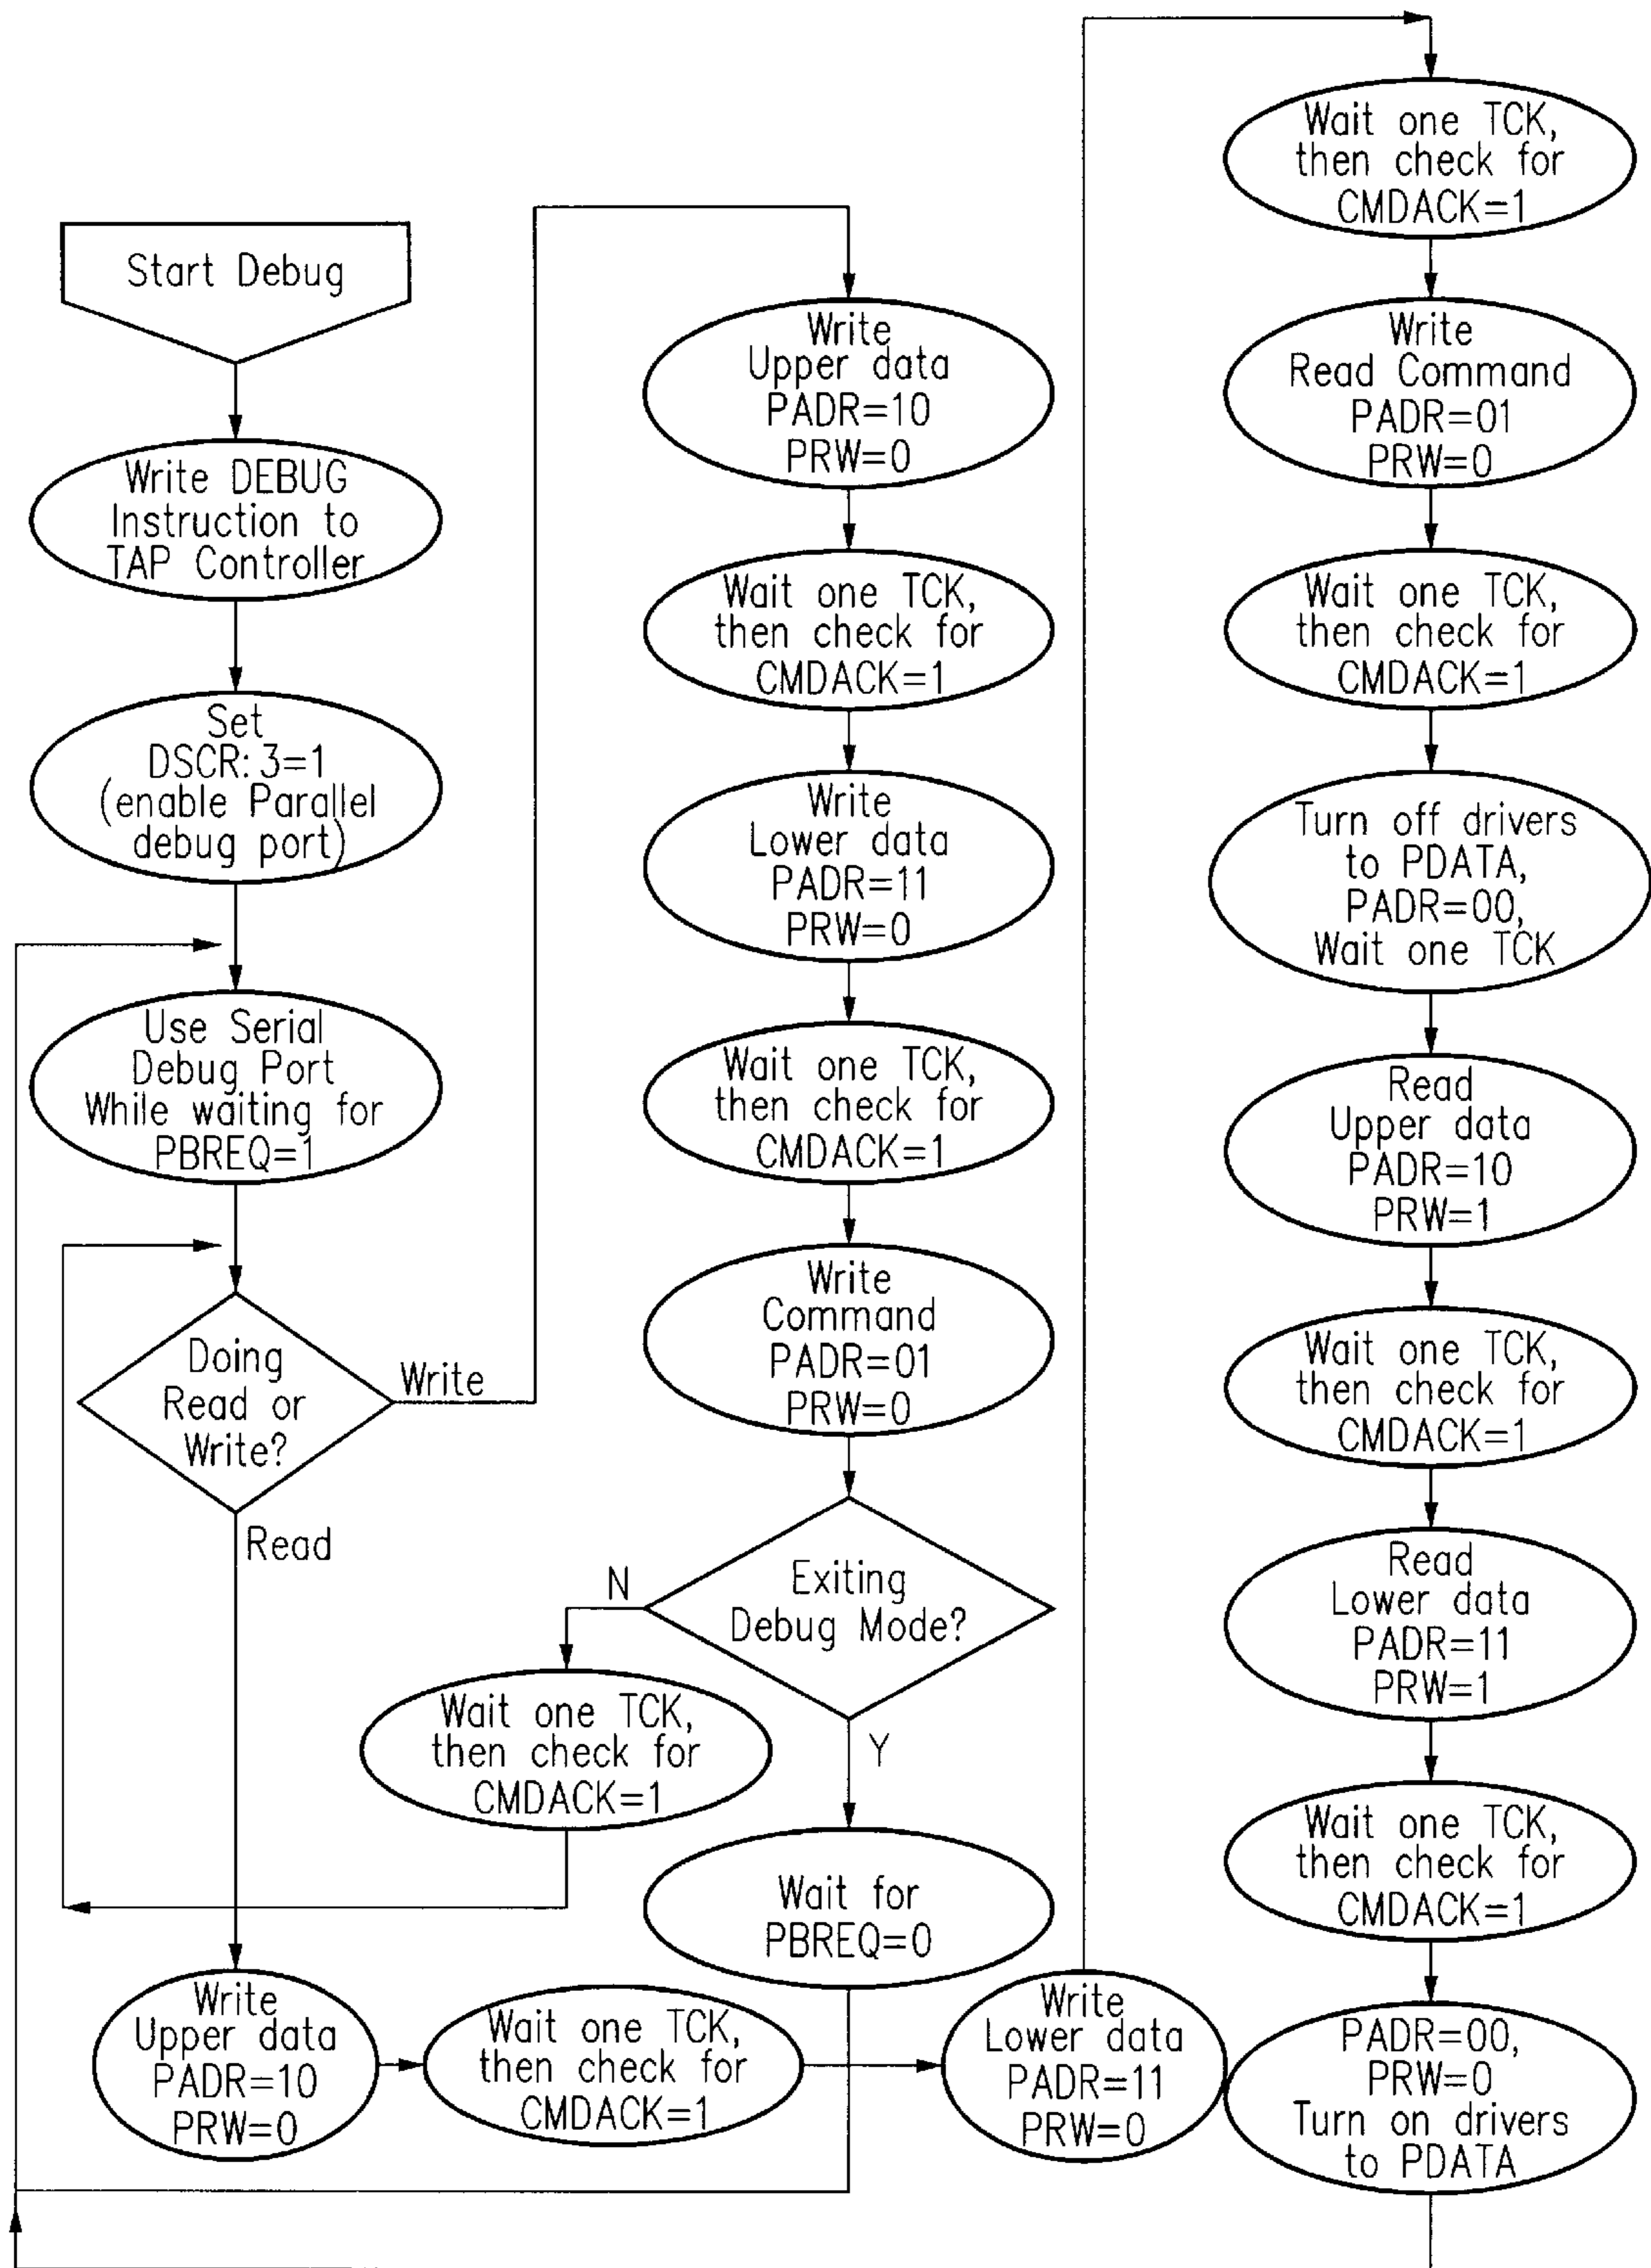 Start Debug
Write DEBUG
Instruction to
TAP Controller
Set
DSCR:3=1
(enable Parallel
debug port)
Use Serial
Debug Port
While waiting for
PBREQ=1
Doing
Read or
Write?
Write
Read
Write
Upper data
PADR=10
PRW=0
Wait one TCK,
then check for
CMDACK=1
Write
Lower data
PADR=11
PRW=0
Wait one TCK,
then check for
CMDACK=1
Write
Command
PADR=01
PRW=0
Exiting
Debug Mode?
N
Y
Wait one TCK,
then check for
CMDACK=1
Wait for
PBREQ=0
Write
Upper data
PADR=10
PRW=0
Wait one TCK,
then check for
CMDACK=1
Write
Lower data
PADR=11
PRW=0
Wait one TCK,
then check for
CMDACK=1
Write
Read Command
PADR=01
PRW=0
Wait one TCK,
then check for
CMDACK=1
Turn off drivers
to PDATA,
PADR=00,
Wait one TCK
Read
Upper data
PADR=10
PRW=1
Wait one TCK,
then check for
CMDACK=1
Read
Lower data
PADR=11
PRW=1
Wait one TCK,
then check for
CMDACK=1
PADR=00,
PRW=0
Turn on drivers
to PDATA